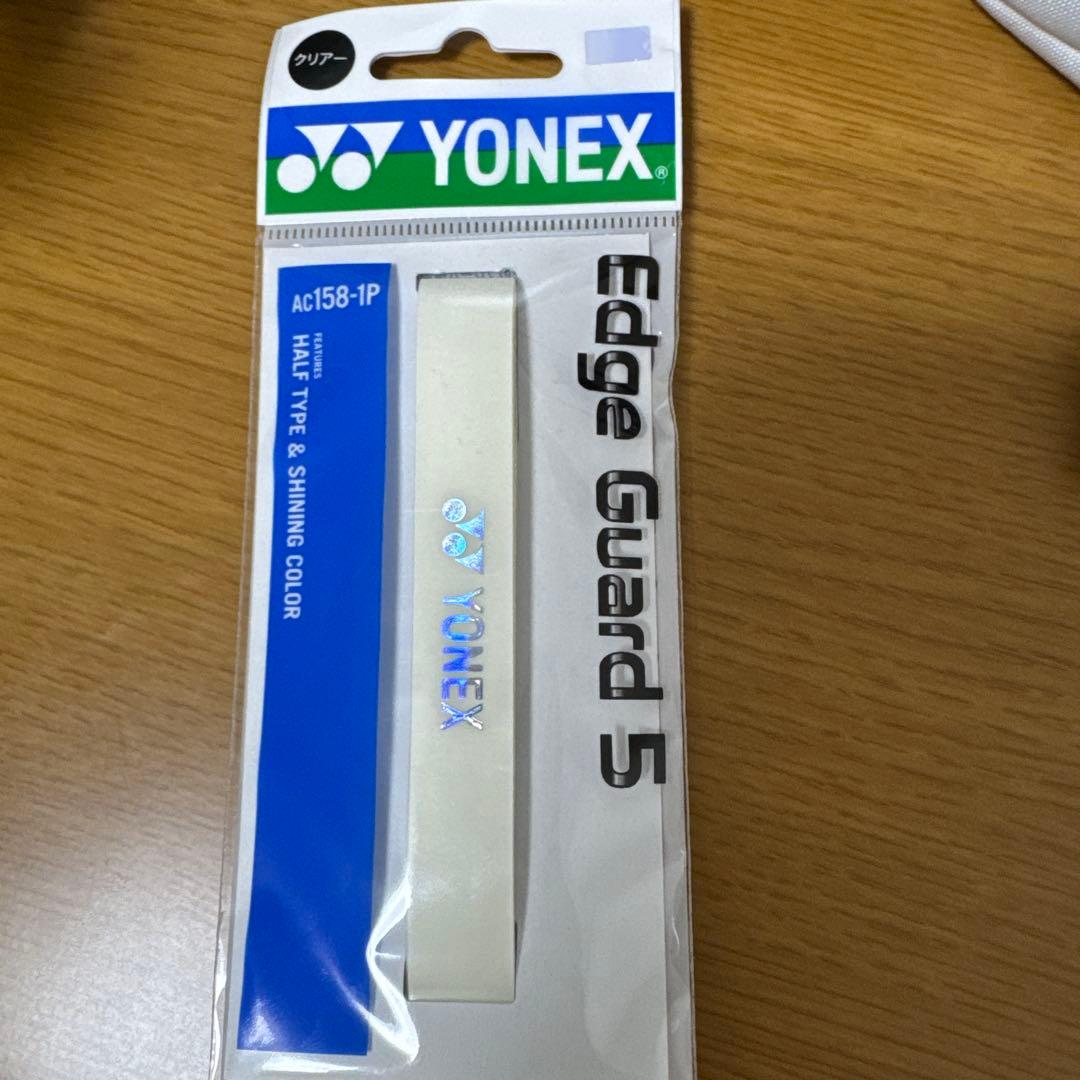 クリアー
YONEX®
AC158-1P
FEATURES
HALF TYPE & SHINING COLOR
YONEX
Edge Guard 5